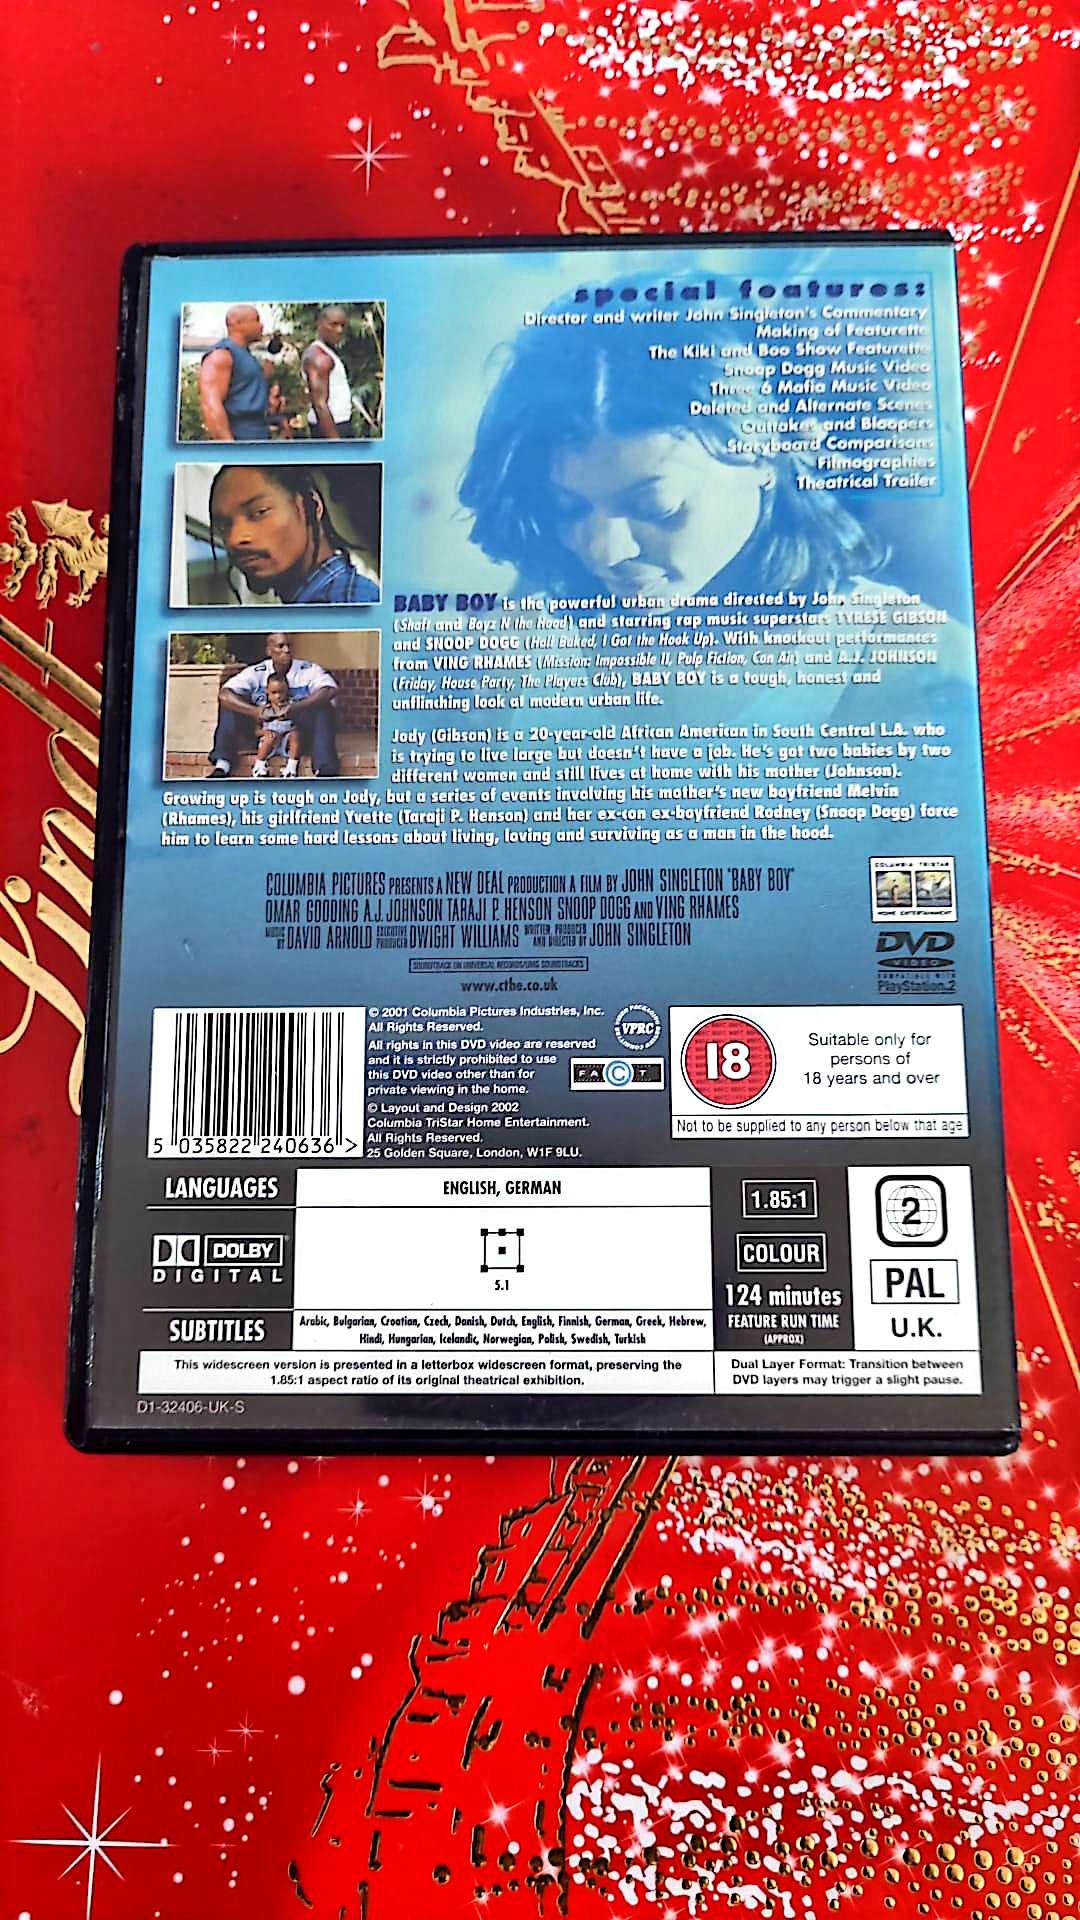 special features:
Director and writer John Singleton's Commentary
Making of Featurette
The Kiki and Boo Show Featurette
Snoop Dogg Music Video
Three 6 Mafia Music Video
Deleted and Alternate Scenes
Outtakes and Bloopers
Storyboard Comparisons
Filmographies
Theatrical Trailer
BABY BOY is the powerful urban drama directed by John Singleton
(Shaft and Boyz N the Hood) and starring rap music superstars TYRESE GIBSON
and SNOOP DOGG (Half Baked, I Got the Hook Up). With knockout performances
from VING RHAMES (Mission: Impossible II, Pulp Fiction, Con Air) and A.J. JOHNSON
(Friday, House Party, The Players Club), BABY BOY is a tough, honest and
unflinching look at modern urban life.
Jody (Gibson) is a 20-year-old African American in South Central L.A. who
is trying to live large but doesn't have a job. He's got two babies by two
different women and still lives at home with his mother (Johnson).
Growing up is tough on Jody, but a series of events involving his mother's new boyfriend Melvin
(Rhames), his girlfriend Yvette (Taraji P. Henson) and her ex-con ex-boyfriend Rodney (Snoop Dogg) force
him to learn some hard lessons about living, loving and surviving as a man in the hood.
COLUMBIA PICTURES PRESENTS A NEW DEAL PRODUCTION A FILM BY JOHN SINGLETON "BABY BOY"
OMAR GOODING A.J. JOHNSON TARAJI P. HENSON SNOOP DOGG AND VING RHAMES
MUSIC BY DAVID ARNOLD EXECUTIVE PRODUCER DWIGHT WILLIAMS WRITTEN, PRODUCED AND DIRECTED BY JOHN SINGLETON
SOUNDTRACK ON UNIVERSAL RECORDS/UMG SOUNDTRACKS
www.cthe.co.uk
COLUMBIA TRISTAR
HOME ENTERTAINMENT
DVD
VIDEO
COMPATIBLE WITH
PlayStation.2
5 035822 240636 >
© 2001 Columbia Pictures Industries, Inc.
All Rights Reserved.
All rights in this DVD video are reserved
and it is strictly prohibited to use
this DVD video other than for
private viewing in the home.
© Layout and Design 2002
Columbia TriStar Home Entertainment.
All Rights Reserved.
25 Golden Square, London, W1F 9LU.
VPRC
FACT
18
Suitable only for
persons of
18 years and over
Not to be supplied to any person below that age
LANGUAGES
ENGLISH, GERMAN
DOLBY
DIGITAL
5.1
SUBTITLES
Arabic, Bulgarian, Croatian, Czech, Danish, Dutch, English, Finnish, German, Greek, Hebrew,
Hindi, Hungarian, Icelandic, Norwegian, Polish, Swedish, Turkish
1.85:1
COLOUR
124 minutes
FEATURE RUN TIME
(APPROX)
2
PAL
U.K.
This widescreen version is presented in a letterbox widescreen format, preserving the
1.85:1 aspect ratio of its original theatrical exhibition.
Dual Layer Format: Transition between
DVD layers may trigger a slight pause.
D1-32406-UK-S
Lindt